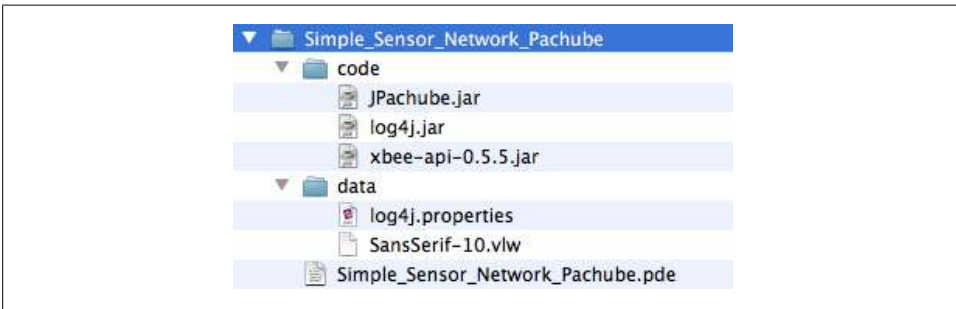 Simple_Sensor_Network_Pachube
code
JPachube.jar
log4j.jar
xbee-api-0.5.5.jar
data
log4j.properties
SansSerif-10.vlw
Simple_Sensor_Network_Pachube.pde